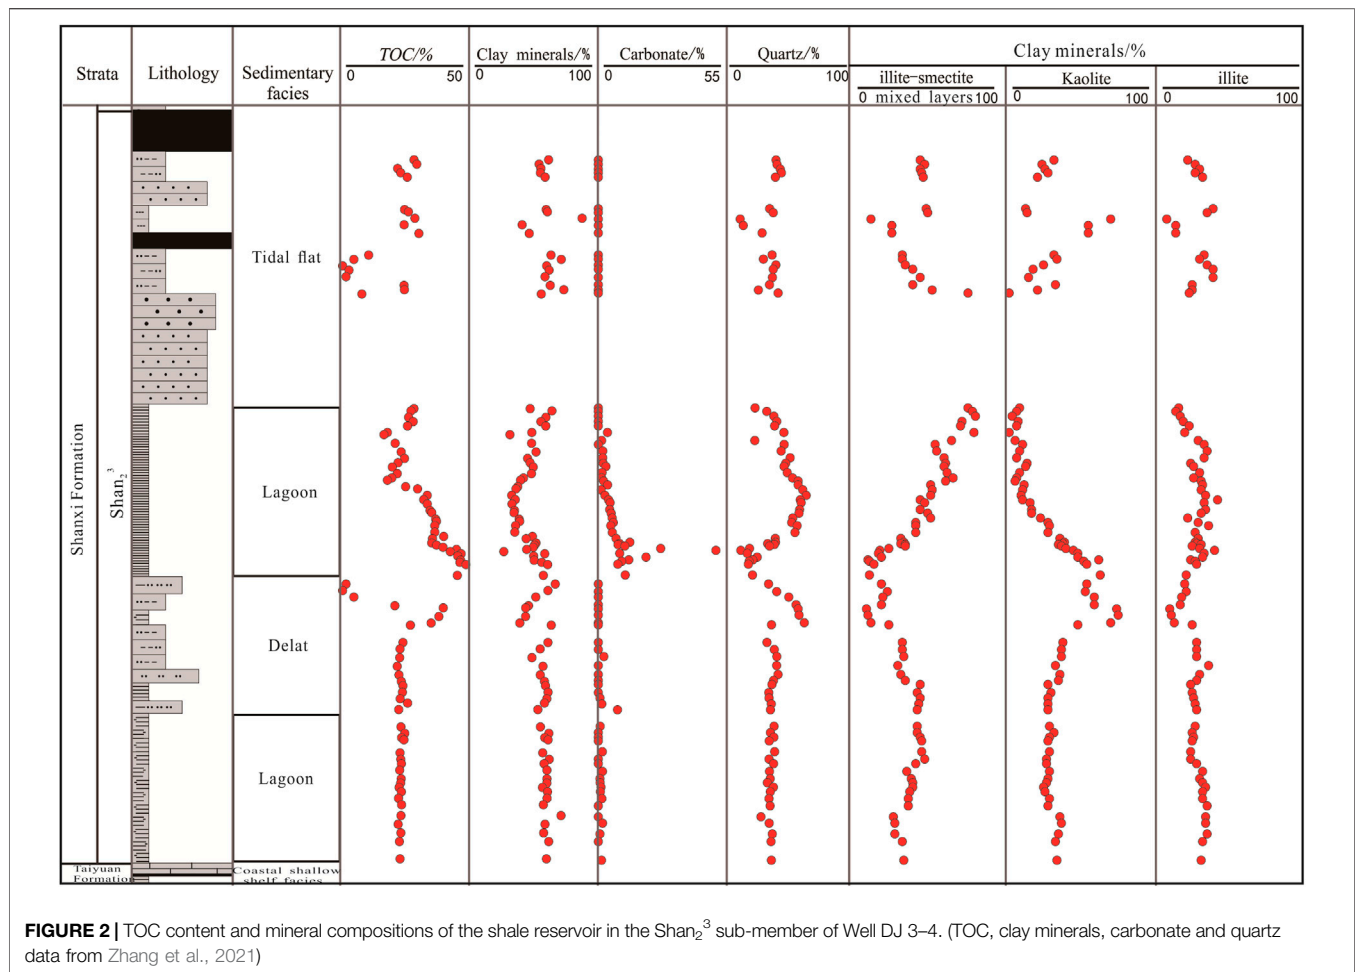 Strata
Lithology
Sedimentary
facies
TOC/%
0 50
Clay minerals/%
0 100
Carbonate/%
0 55
Quartz/%
0 100
Clay minerals/%
illite-smectite
0 mixed layers 100
Kaolite
0 100
illite
0 100
Shanxi Formation
Shan₂³
Tidal flat
Lagoon
Delat
Lagoon
Taiyuan
Formation
Coastal shallow
shelf facies
FIGURE 2 | TOC content and mineral compositions of the shale reservoir in the Shan₂³ sub-member of Well DJ 3–4. (TOC, clay minerals, carbonate and quartz
data from Zhang et al., 2021)